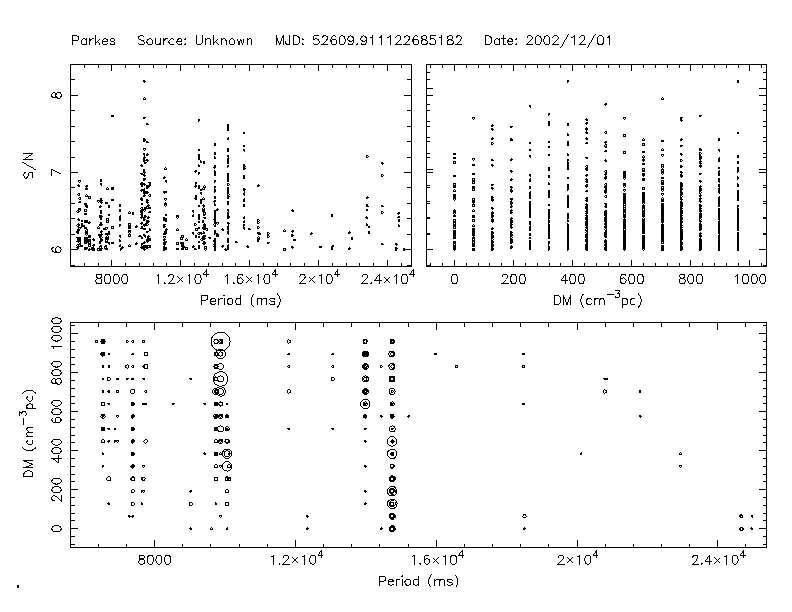 Parkes Source: Unknown MJD: 52609.911122685182 Date: 2002/12/01
8
7
6
S/N
8000 1.2×10⁴ 1.6×10⁴ 2×10⁴ 2.4×10⁴
Period (ms)
0 200 400 600 800 1000
DM (cm⁻³pc)
1000
800
600
400
200
0
DM (cm⁻³pc)
8000 1.2×10⁴ 1.6×10⁴ 2×10⁴ 2.4×10⁴
Period (ms)